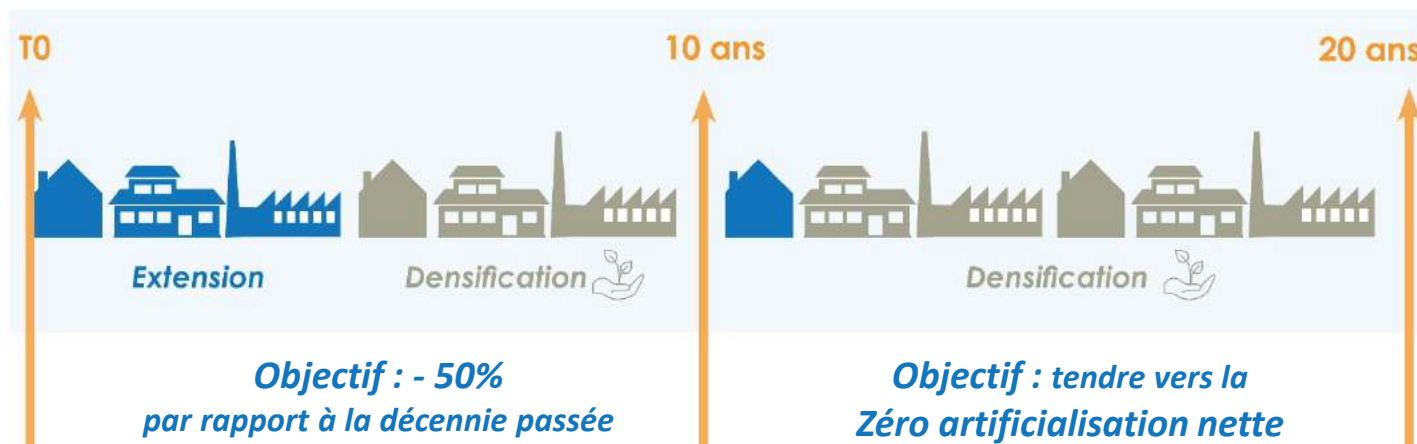 T0
10 ans
20 ans
Extension
Densification
Densification
Objectif : - 50%
par rapport à la décennie passée
Objectif : tendre vers la
Zéro artificialisation nette